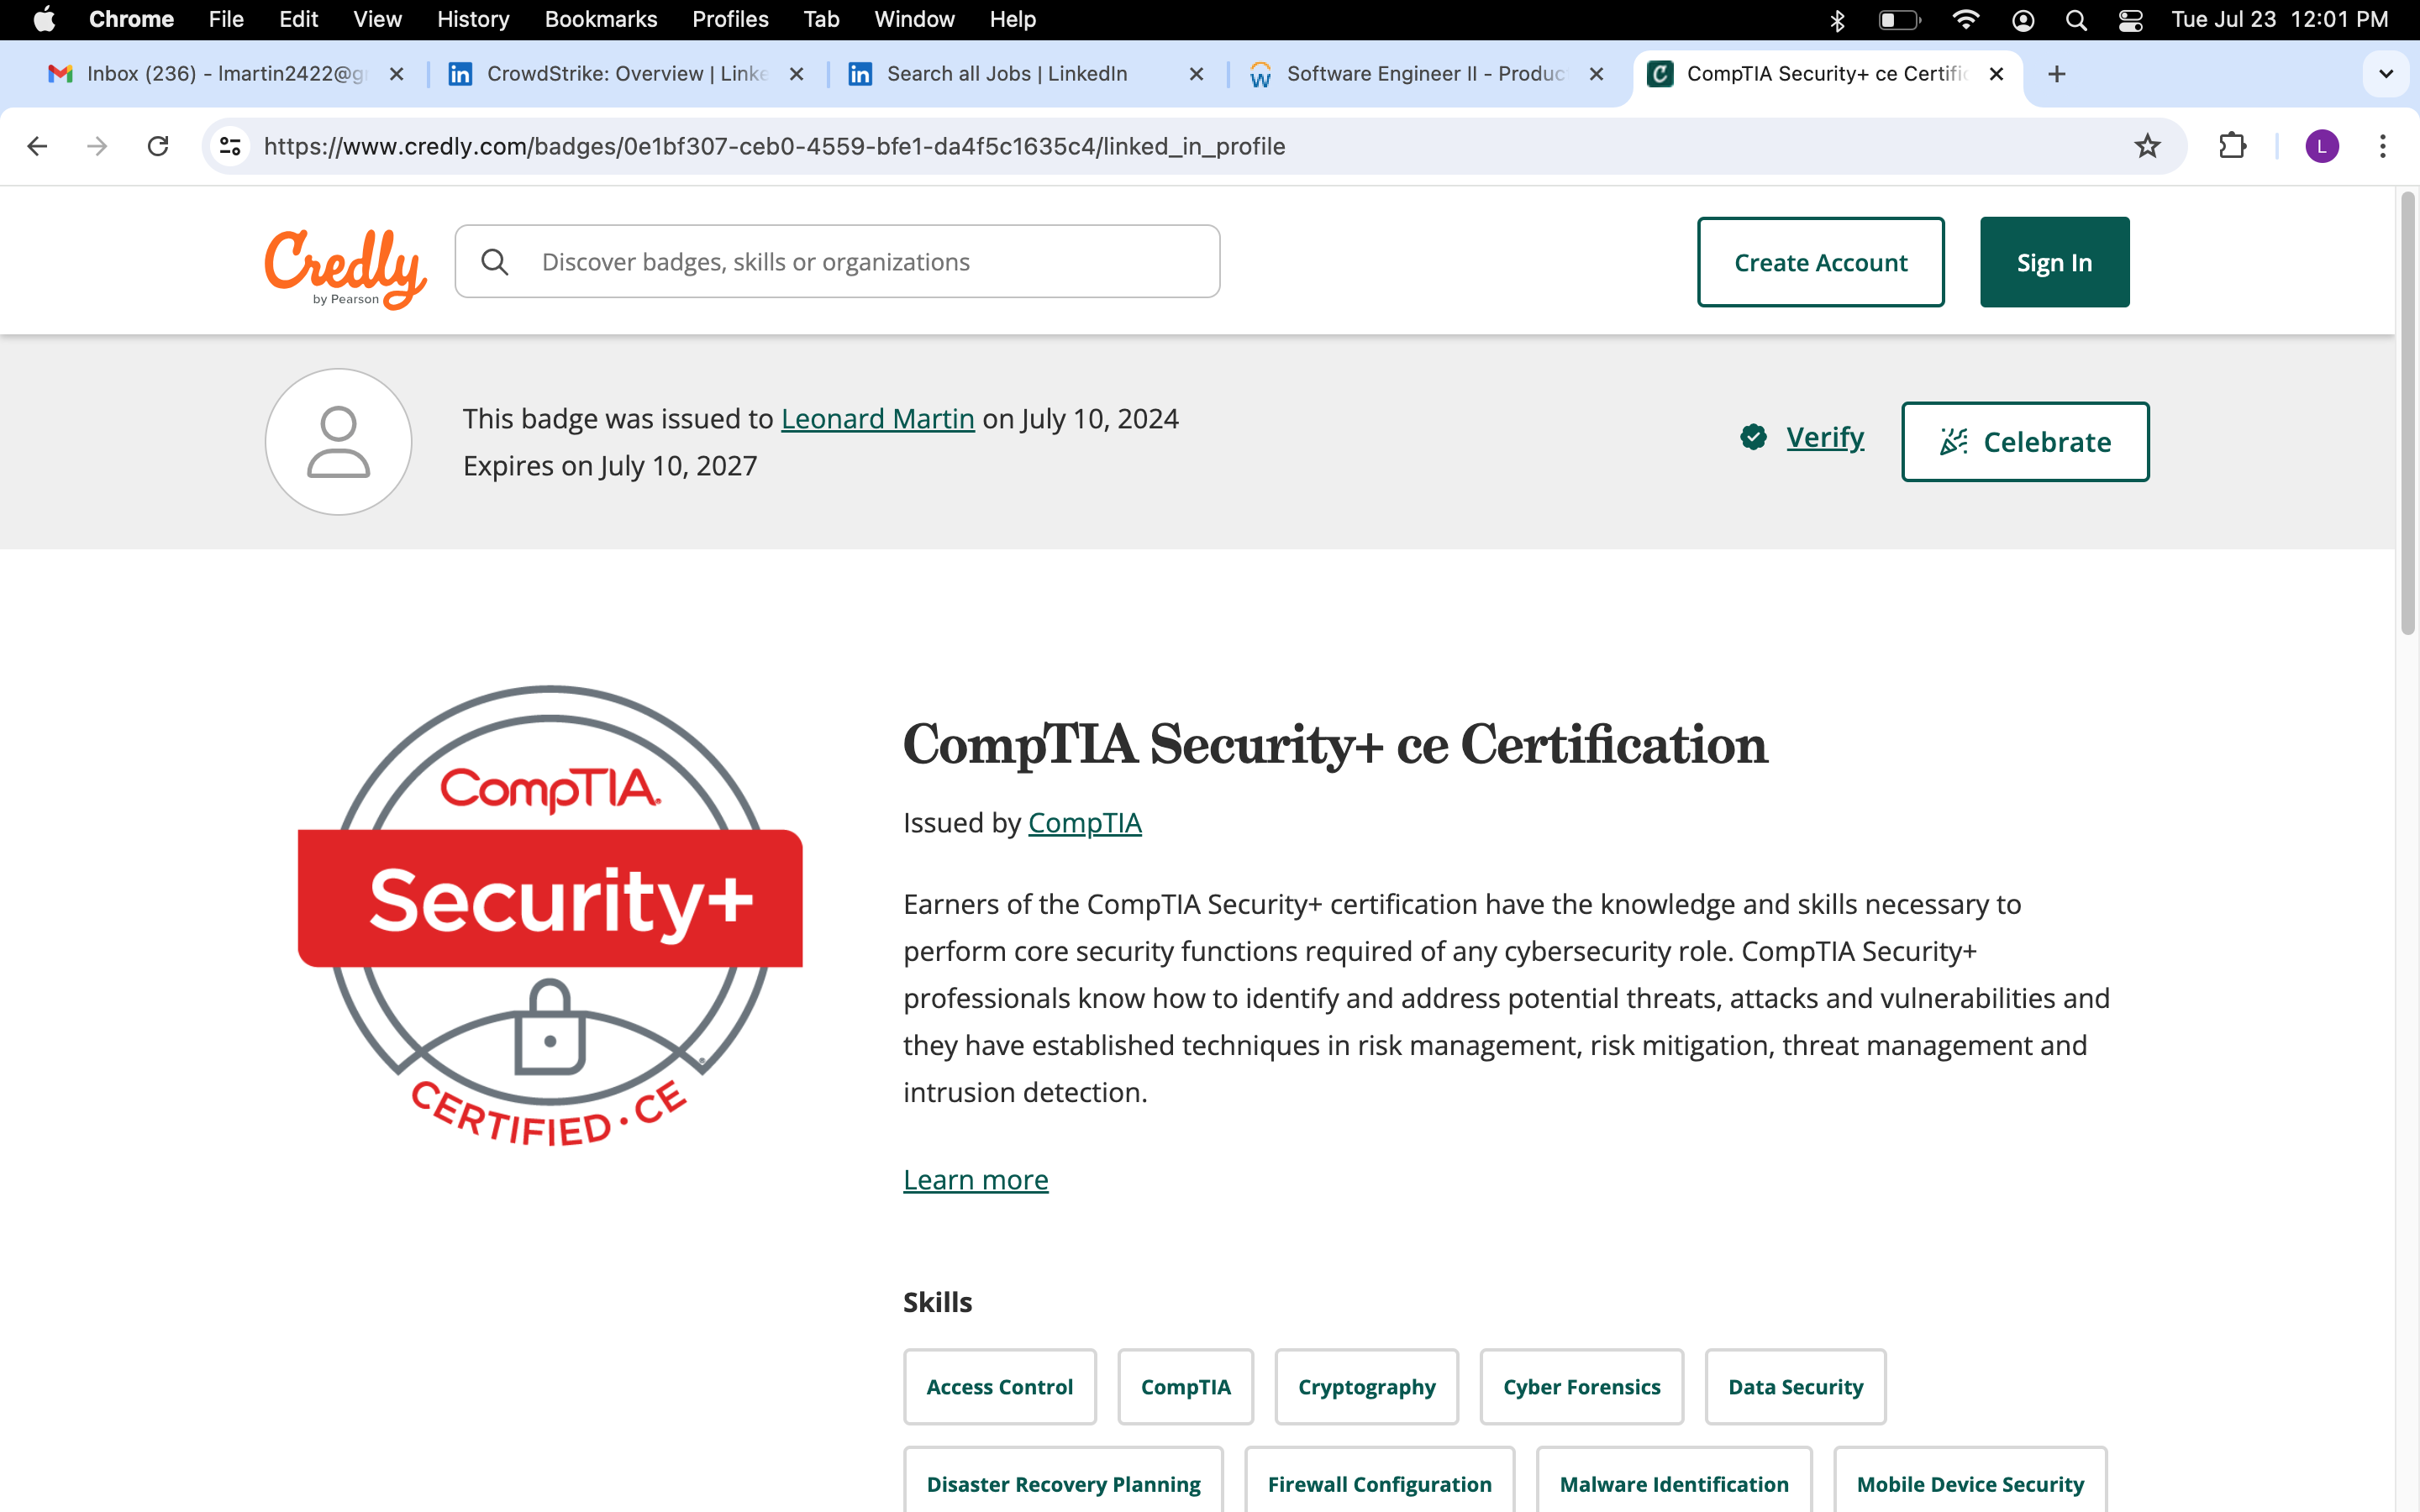 Chrome File Edit View History Bookmarks Profiles Tab Window Help Tue Jul 23 12:01 PM
Inbox (236) - lmartin2422@g CrowdStrike: Overview | Linke Search all Jobs | LinkedIn Software Engineer II - Produc CompTIA Security+ ce Certific
https://www.credly.com/badges/0e1bf307-ceb0-4559-bfe1-da4f5c1635c4/linked_in_profile L
Credly
by Pearson
Discover badges, skills or organizations
Create Account
Sign In
This badge was issued to Leonard Martin on July 10, 2024
Expires on July 10, 2027
Verify
Celebrate
CompTIA.
Security+
CERTIFIED · CE
CompTIA Security+ ce Certification
Issued by CompTIA
Earners of the CompTIA Security+ certification have the knowledge and skills necessary to
perform core security functions required of any cybersecurity role. CompTIA Security+
professionals know how to identify and address potential threats, attacks and vulnerabilities and
they have established techniques in risk management, risk mitigation, threat management and
intrusion detection.
Learn more
Skills
Access Control CompTIA Cryptography Cyber Forensics Data Security
Disaster Recovery Planning Firewall Configuration Malware Identification Mobile Device Security